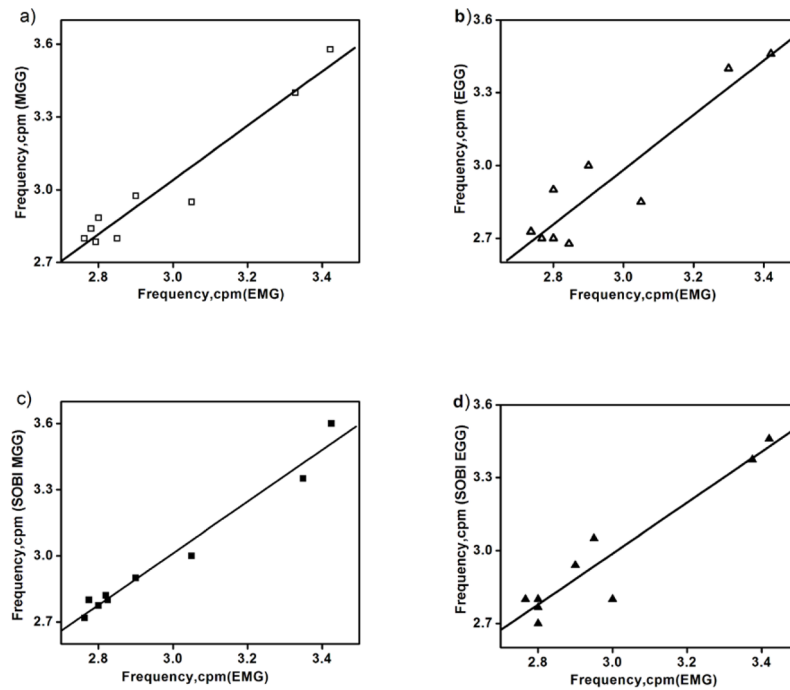 a)
3.6
3.3
3.0
2.7
2.8 3.0 3.2 3.4
Frequency,cpm (MGG)
Frequency,cpm(EMG)
b)
3.6
3.3
3.0
2.7
2.8 3.0 3.2 3.4
Frequency,cpm (EGG)
Frequency,cpm(EMG)
c)
3.6
3.3
3.0
2.7
2.8 3.0 3.2 3.4
Frequency,cpm (SOBI MGG)
Frequency,cpm(EMG)
d)
3.6
3.3
3.0
2.7
2.8 3.0 3.2 3.4
Frequency,cpm (SOBI EGG)
Frequency,cpm(EMG)